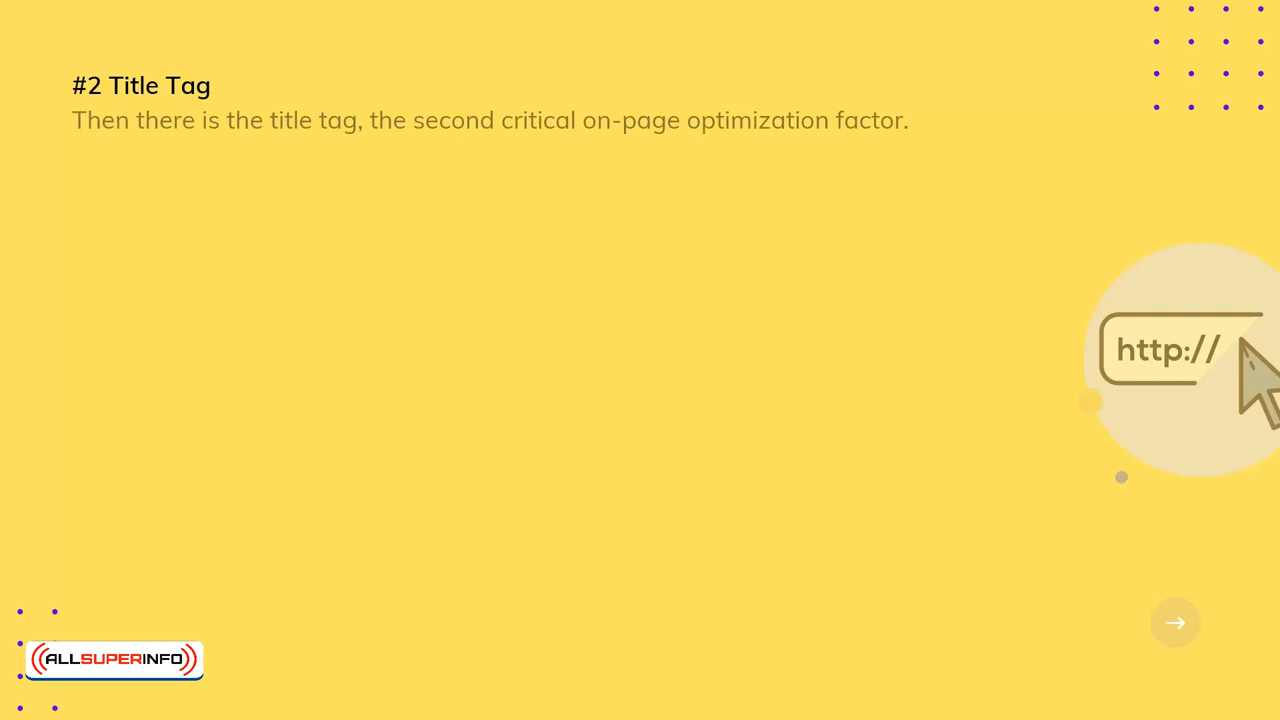 #2 Title Tag
Then there is the title tag, the second critical on-page optimization factor.
http://
ALLSUPERINFO